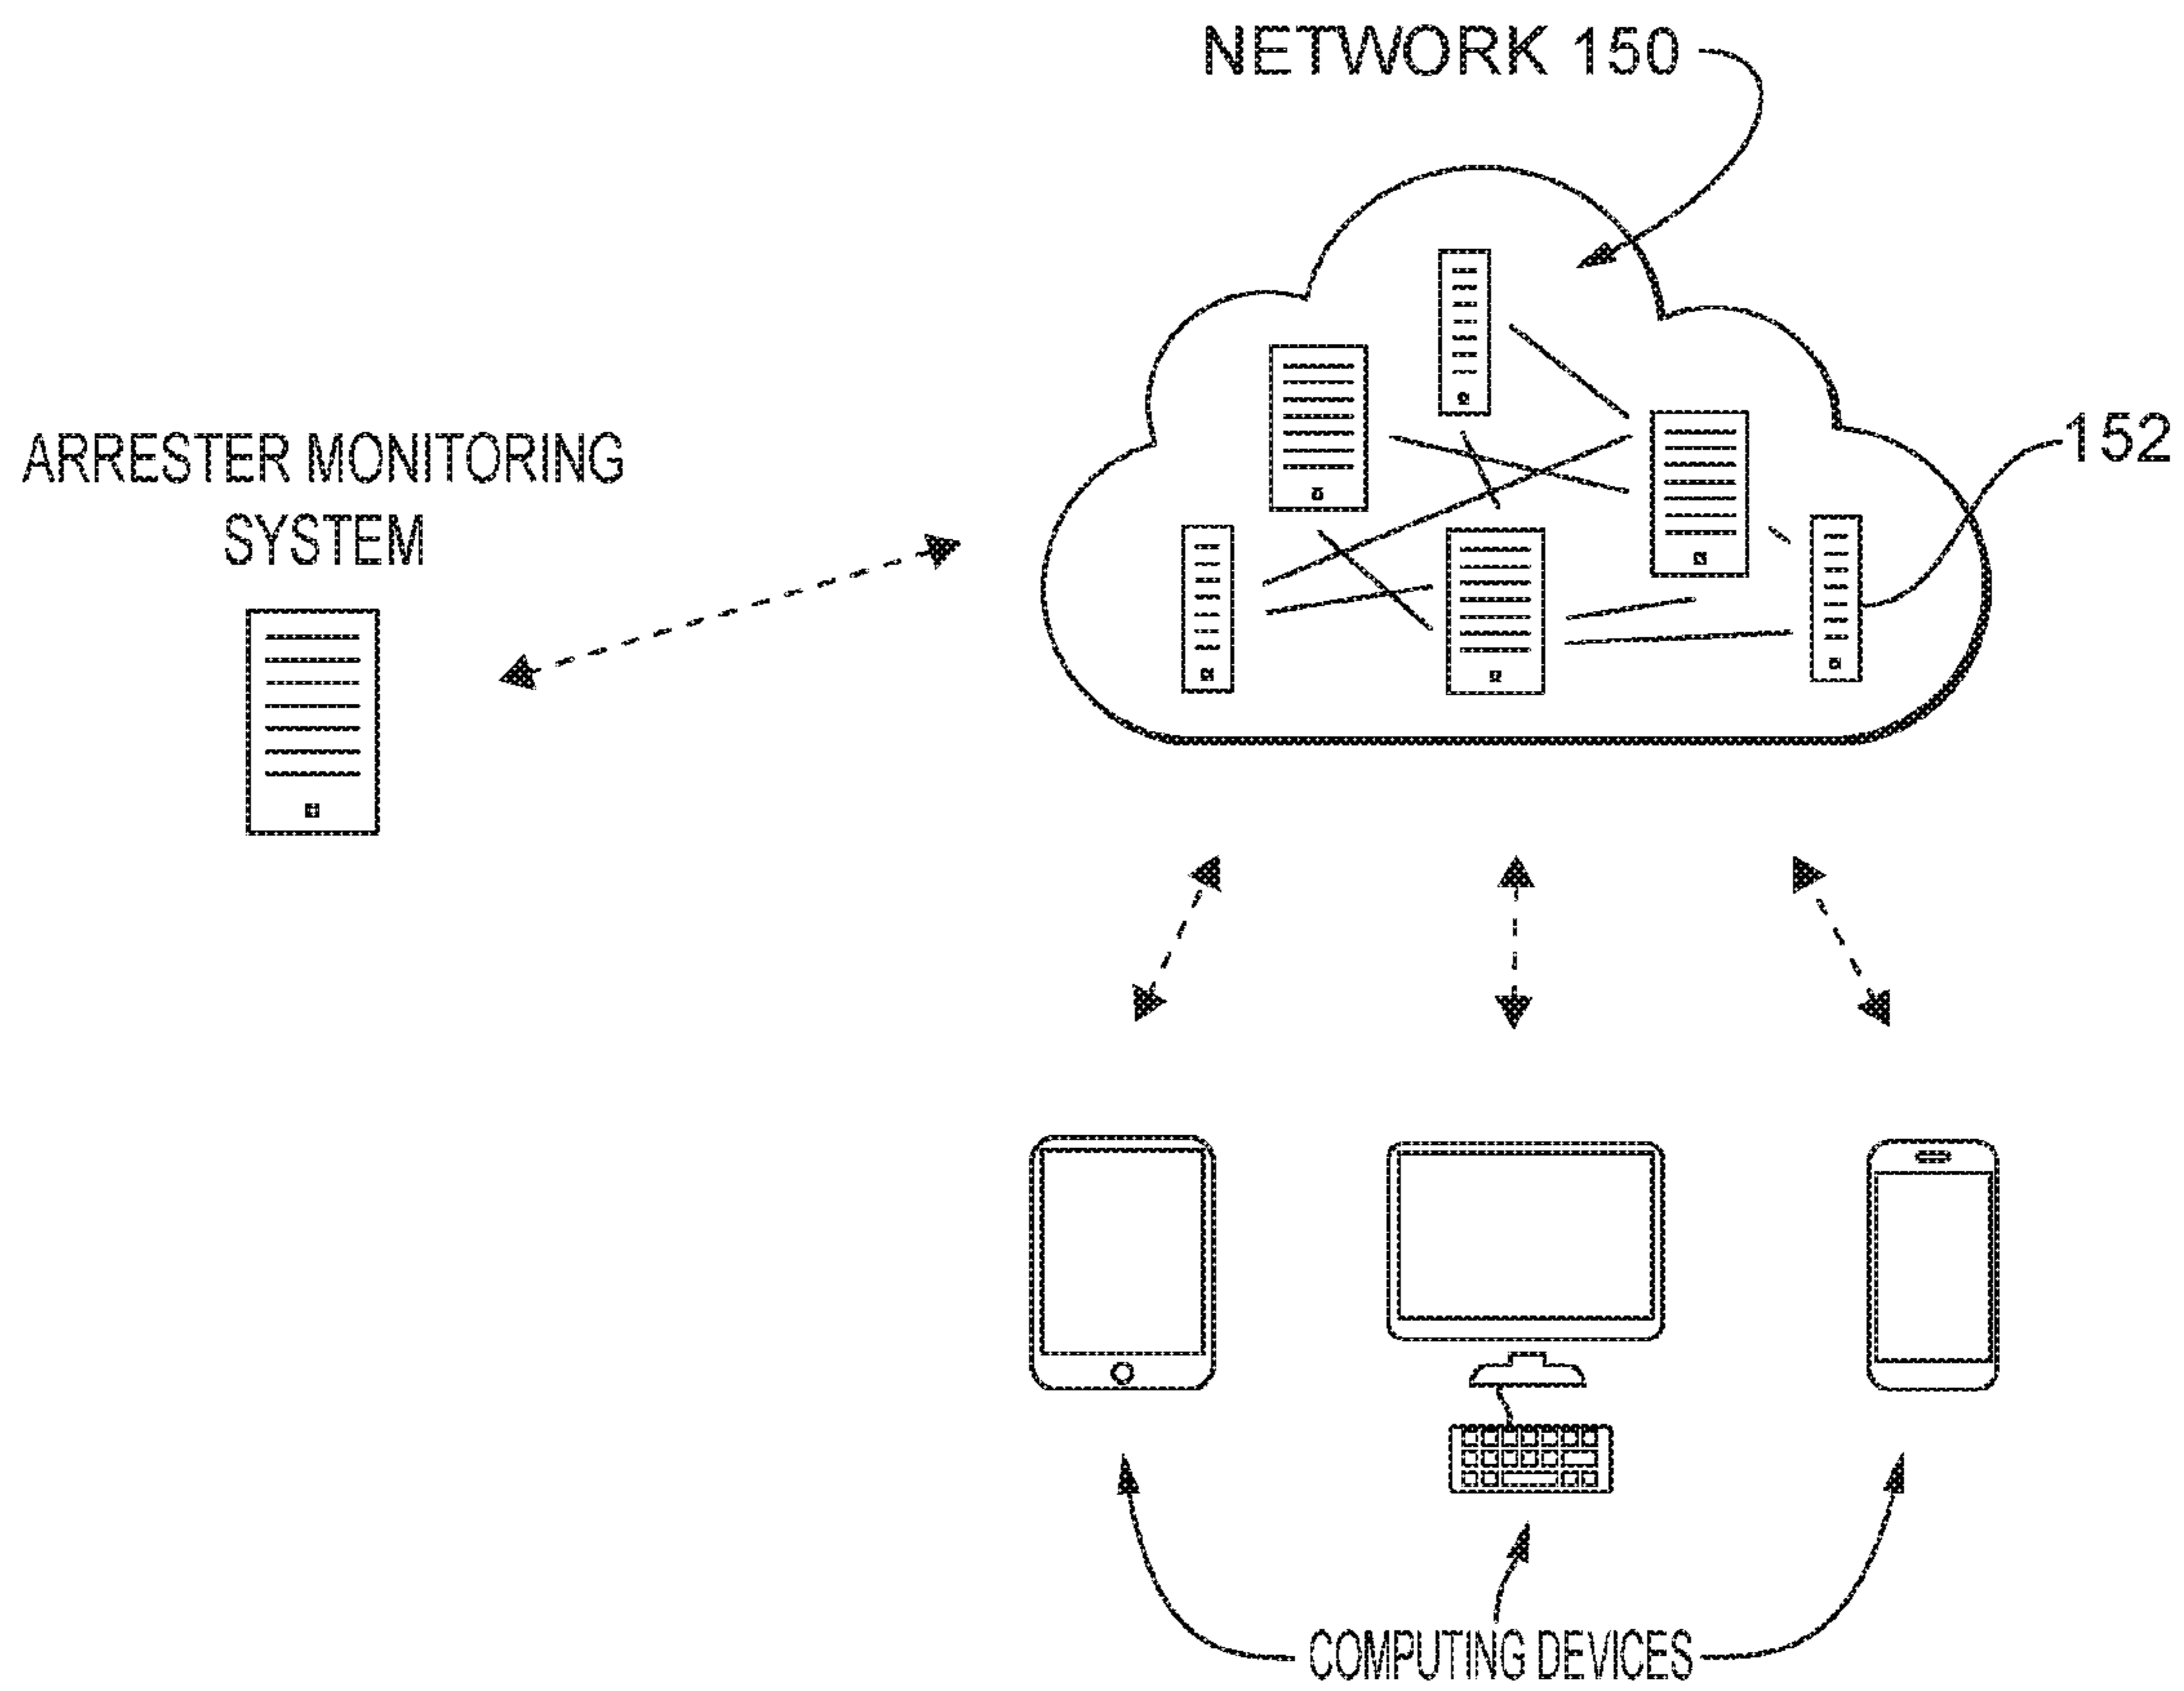 NETWORK 150
152
ARRESTER MONITORING
SYSTEM
COMPUTING DEVICES